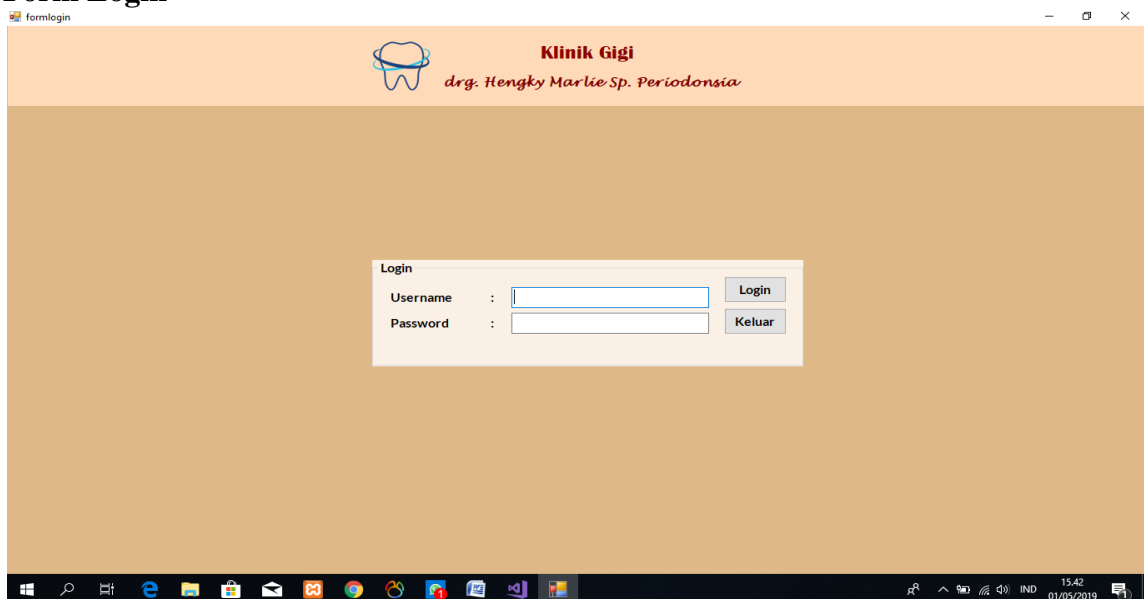 Form Login
formlogin
Klinik Gigi
drg. Hengky Marlie Sp. Periodonsia
Login
Username :
Login
Password :
Keluar
IND
15.42
01/05/2019